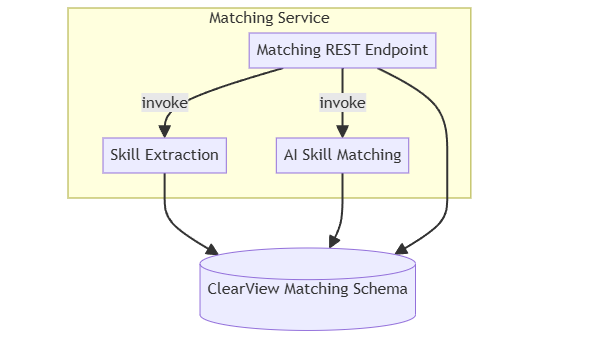 Matching Service
Matching REST Endpoint
invoke
invoke
Skill Extraction
AI Skill Matching
ClearView Matching Schema